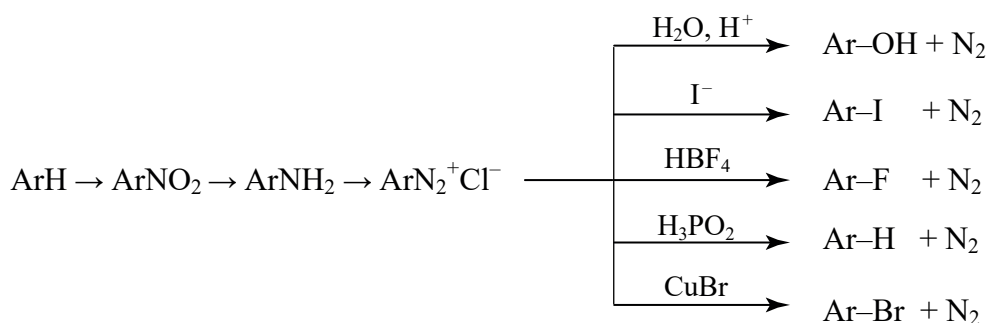 H₂O, H⁺
Ar–OH + N₂
I⁻
Ar–I + N₂
HBF₄
ArH → ArNO₂ → ArNH₂ → ArN₂⁺Cl⁻
Ar–F + N₂
H₃PO₂
Ar–H + N₂
CuBr
Ar–Br + N₂